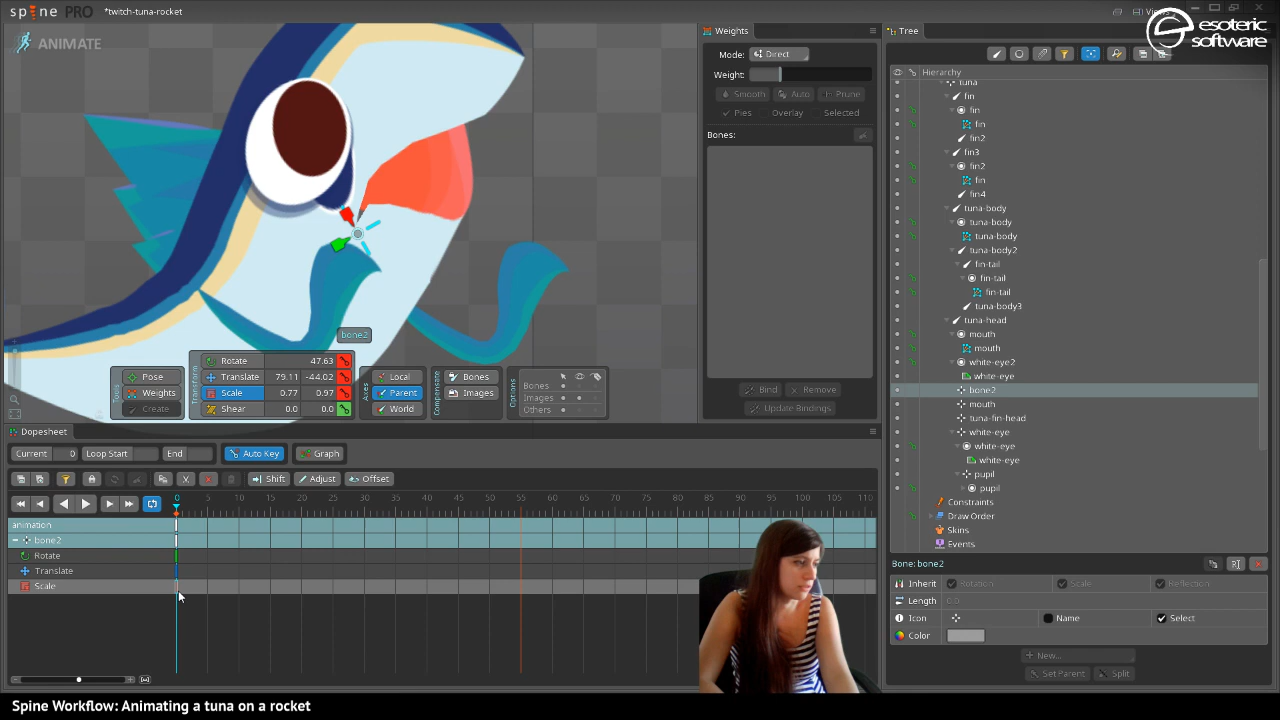 spine PRO
*twitch-tuna-rocket
Views
esoteric
software
ANIMATE
bone2
Tools
Pose
Weights
Create
Transform
Rotate 47.63
Translate 79.11 -44.02
Scale 0.77 0.97
Shear 0.0 0.0
Axes
Local
Parent
World
Compensate
Bones
Images
Options
Bones
Images
Others
Weights
Mode: Direct
Weight:
Smooth Auto Prune
Pies Overlay Selected
Bones:
Bind Remove
Update Bindings
Tree
Hierarchy
tuna
fin
fin
fin
fin2
fin3
fin2
fin
fin4
tuna-body
tuna-body
tuna-body
tuna-body2
fin-tail
fin-tail
fin-tail
tuna-body3
tuna-head
mouth
mouth
white-eye2
white-eye
bone2
mouth
tuna-fin-head
white-eye
white-eye
white-eye
pupil
pupil
Constraints
Draw Order
Skins
Events
Bone: bone2
Inherit Rotation Scale Reflection
Length 0.0
Icon Name Select
Color
New...
Set Parent Split
Dopesheet
Current 0 Loop Start End Auto Key Graph
Shift Adjust Offset
0 5 10 15 20 25 30 35 40 45 50 55 60 65 70 75 80 85 90 95 100 105 110
animation
bone2
Rotate
Translate
Scale
Spine Workflow: Animating a tuna on a rocket